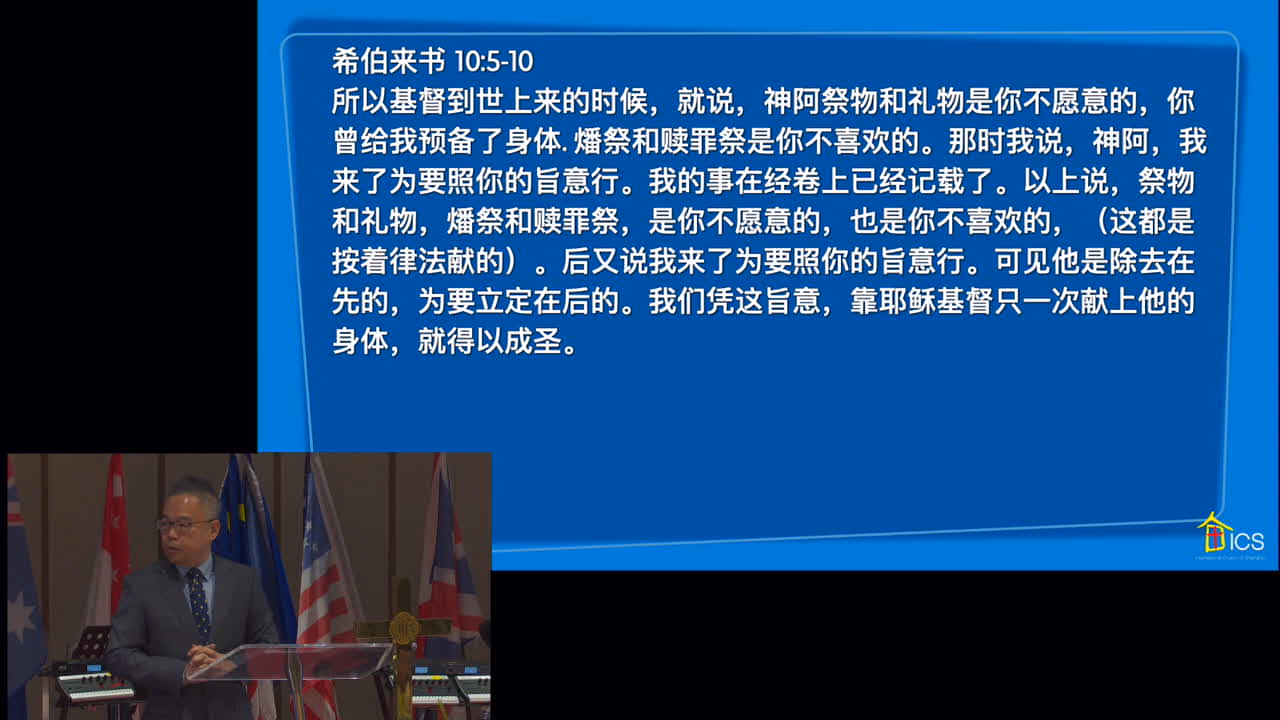 希伯来书 10:5-10
所以基督到世上来的时候，就说，神阿祭物和礼物是你不愿意的，你
曾给我预备了身体. 燔祭和赎罪祭是你不喜欢的。那时我说，神阿，我
来了为要照你的旨意行。我的事在经卷上已经记载了。以上说，祭物
和礼物，燔祭和赎罪祭，是你不愿意的，也是你不喜欢的，（这都是
按着律法献的）。后又说我来了为要照你的旨意行。可见他是除去在
先的，为要立定在后的。我们凭这旨意，靠耶稣基督只一次献上他的
身体，就得以成圣。
ICS